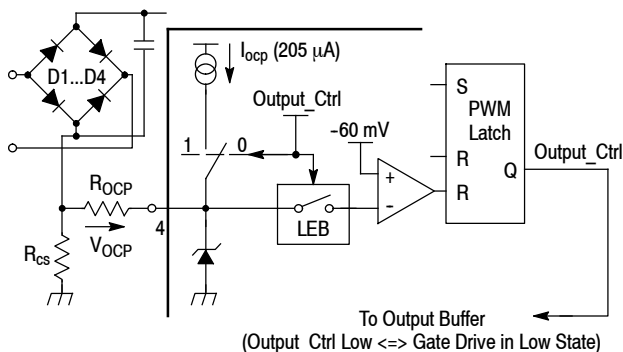 I_ocp (205 μA)
D1...D4
Output_Ctrl
S
PWM
Latch
–60 mV
1
0
R
Output_Ctrl
Q
R_OCP
+
R
4
–
V_OCP
LEB
R_cs
To Output Buffer
(Output_Ctrl Low <=> Gate Drive in Low State)